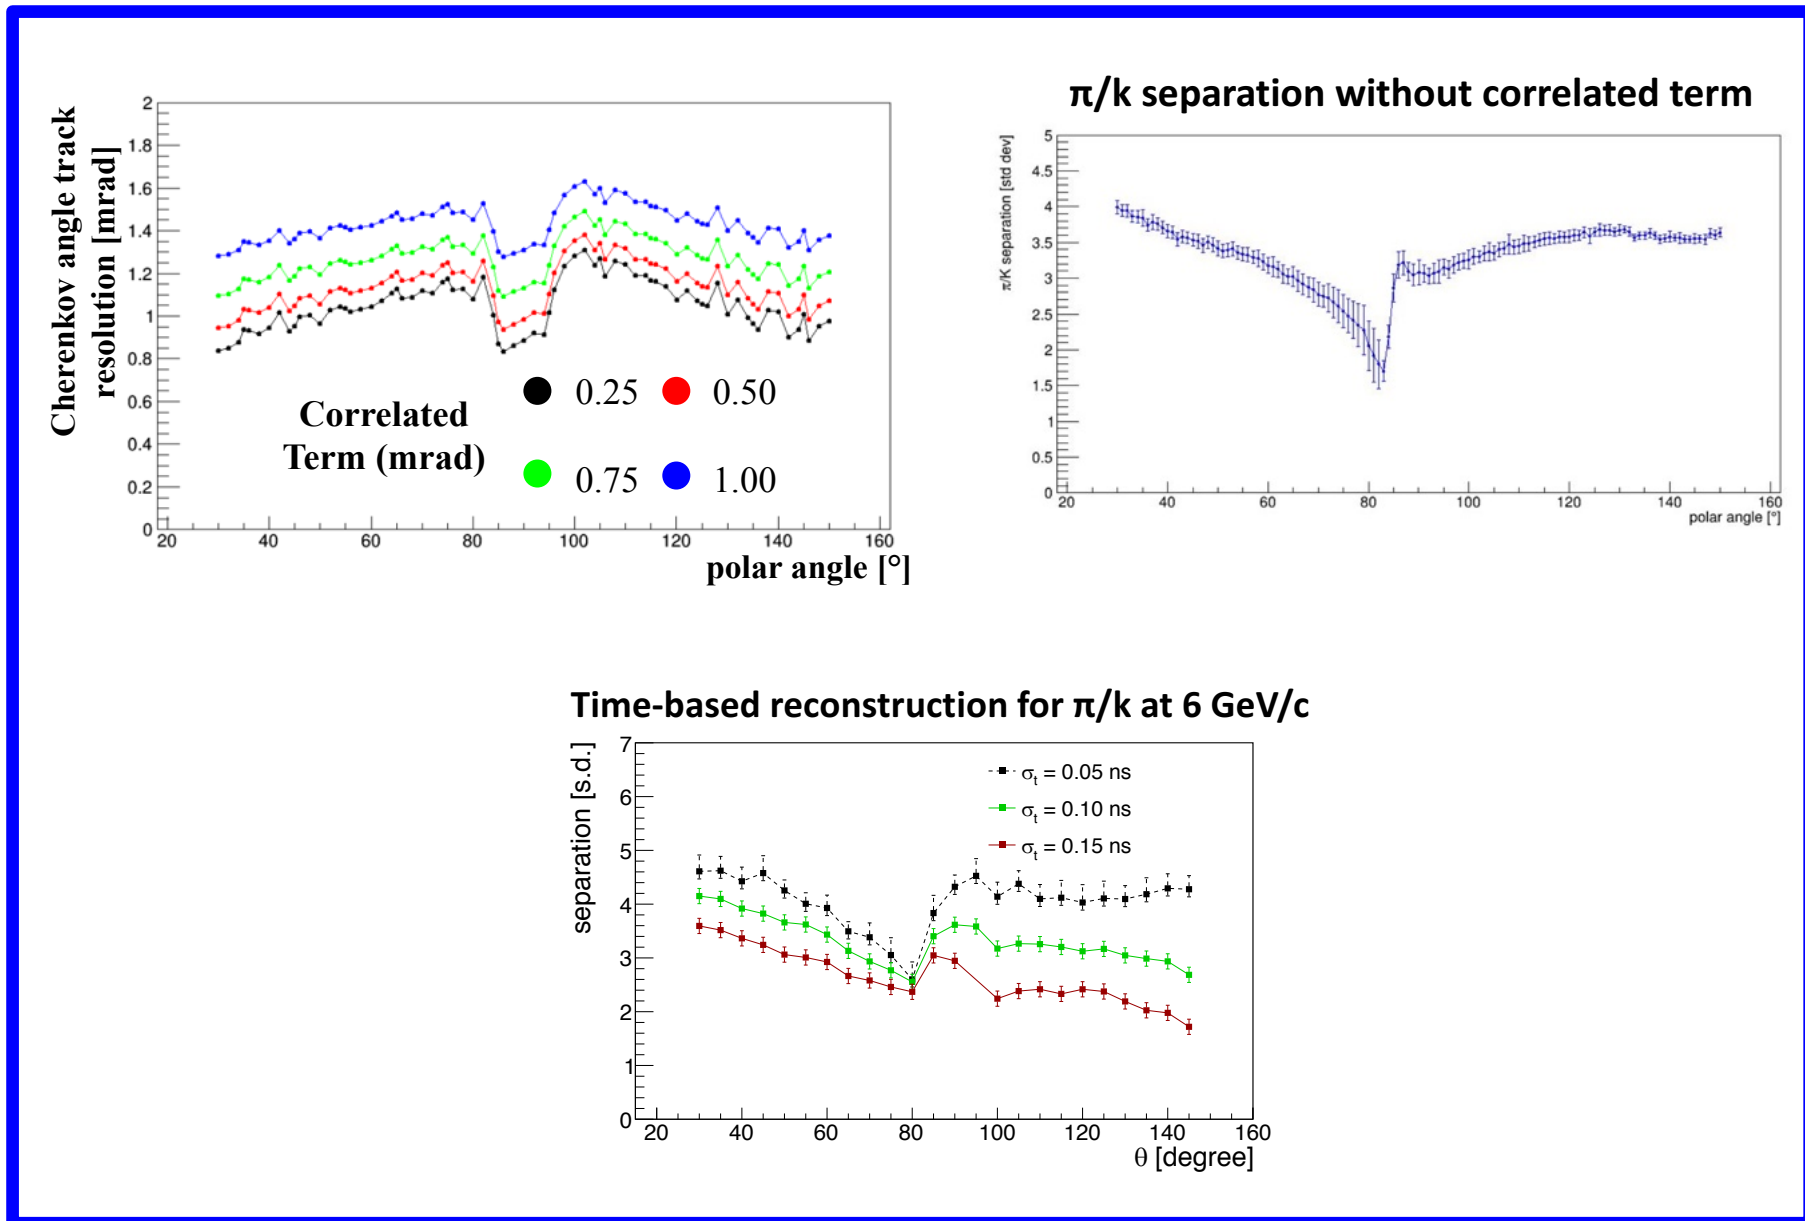 Cherenkov angle track
resolution [mrad]
2
1.8
1.6
1.4
1.2
1
0.8
0.6
0.4
0.2
0
20 40 60 80 100 120 140 160
polar angle [°]
Correlated
Term (mrad)
0.25 0.50
0.75 1.00
π/k separation without correlated term
π/K separation [std dev]
5
4.5
4
3.5
3
2.5
2
1.5
1
0.5
0
20 40 60 80 100 120 140 160
polar angle [°]
Time-based reconstruction for π/k at 6 GeV/c
separation [s.d.]
7
6
5
4
3
2
1
0
σt = 0.05 ns
σt = 0.10 ns
σt = 0.15 ns
20 40 60 80 100 120 140 160
θ [degree]